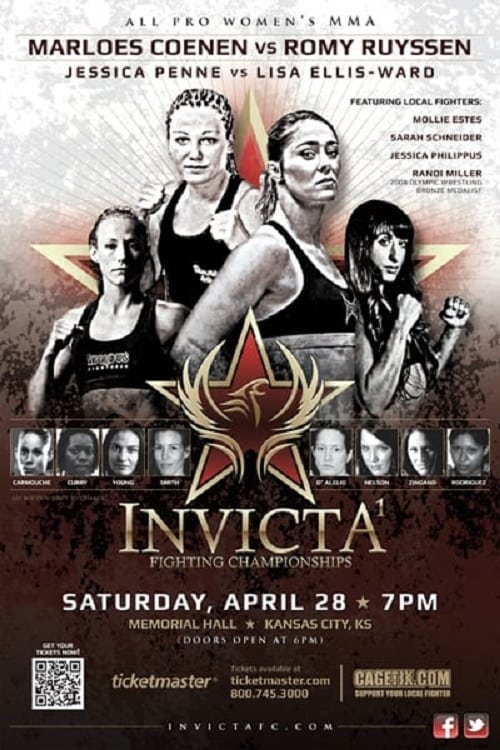 ALL PRO WOMEN'S MMA
MARLOES COENEN VS ROMY RUYSSEN
JESSICA PENNE VS LISA ELLIS-WARD
FEATURING LOCAL FIGHTERS:
MOLLIE ESTES
SARAH SCHNEIDER
JESSICA PHILIPPUS
RANDI MILLER
2008 OLYMPIC WRESTLING
BRONZE MEDALIST
CARMOUCHE CURRY YOUNG SMITH D'ALELIO NELSON ZINGANO RODRIGUEZ
INVICTA 1
FIGHTING CHAMPIONSHIPS
SATURDAY, APRIL 28 ★ 7PM
MEMORIAL HALL ★ KANSAS CITY, KS
(DOORS OPEN AT 6PM)
GET YOUR
TICKETS NOW!
ticketmaster®
Tickets available at
ticketmaster.com
800.745.3000
CAGETIX.COM
SUPPORT YOUR LOCAL FIGHTER
INVICTAFC.COM